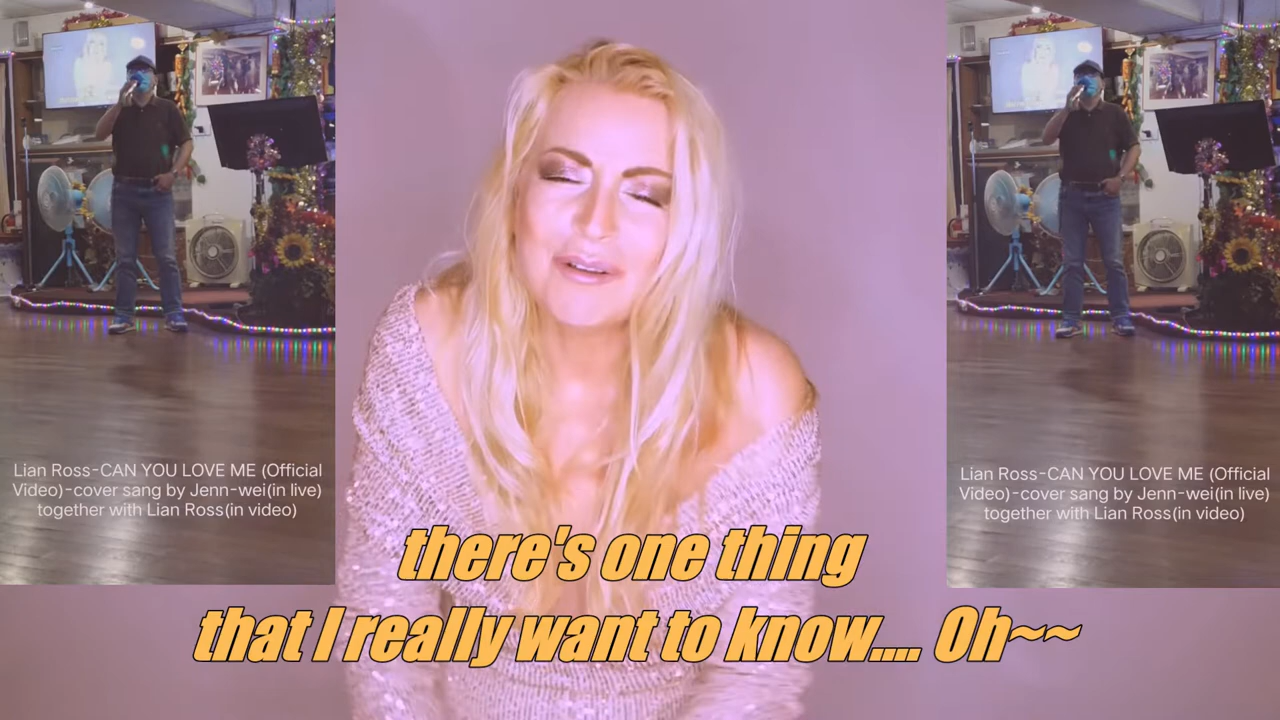 Lian Ross-CAN YOU LOVE ME (Official
Video)-cover sang by Jenn-wei(in live)
together with Lian Ross(in video)
Lian Ross-CAN YOU LOVE ME (Official
Video)-cover sang by Jenn-wei(in live)
together with Lian Ross(in video)
there's one thing
that I really want to know.... Oh~~